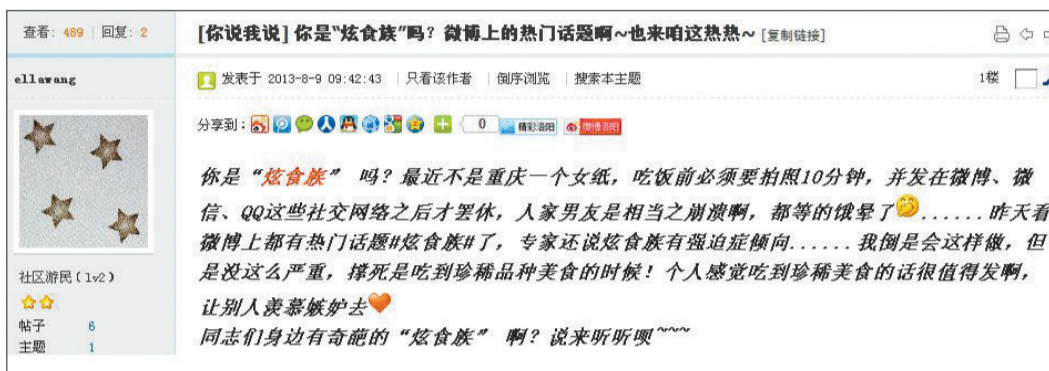 查看: 489 | 回复: 2
[你说我说] 你是“炫食族”吗？微博上的热门话题啊~也来咱这热热~ [复制链接]
ellawang
发表于 2013-8-9 09:42:43 | 只看该作者 | 倒序浏览 | 搜索本主题
1楼
分享到: 0 精彩洛阳 微博洛阳
你是“炫食族” 吗？最近不是重庆一个女纸，吃饭前必须要拍照10分钟，并发在微博、微
信、QQ这些社交网络之后才罢休，人家男友是相当之崩溃啊，都等的饿晕了......昨天看
微博上都有热门话题#炫食族#了，专家还说炫食族有强迫症倾向......我倒是会这样做，但
是没这么严重，撑死是吃到珍稀品种美食的时候！个人感觉吃到珍稀美食的话很值得发啊，
让别人羡慕嫉妒去
同志们身边有奇葩的“炫食族” 啊？说来听听呗~~~
社区游民(lv2)
帖子 6
主题 1